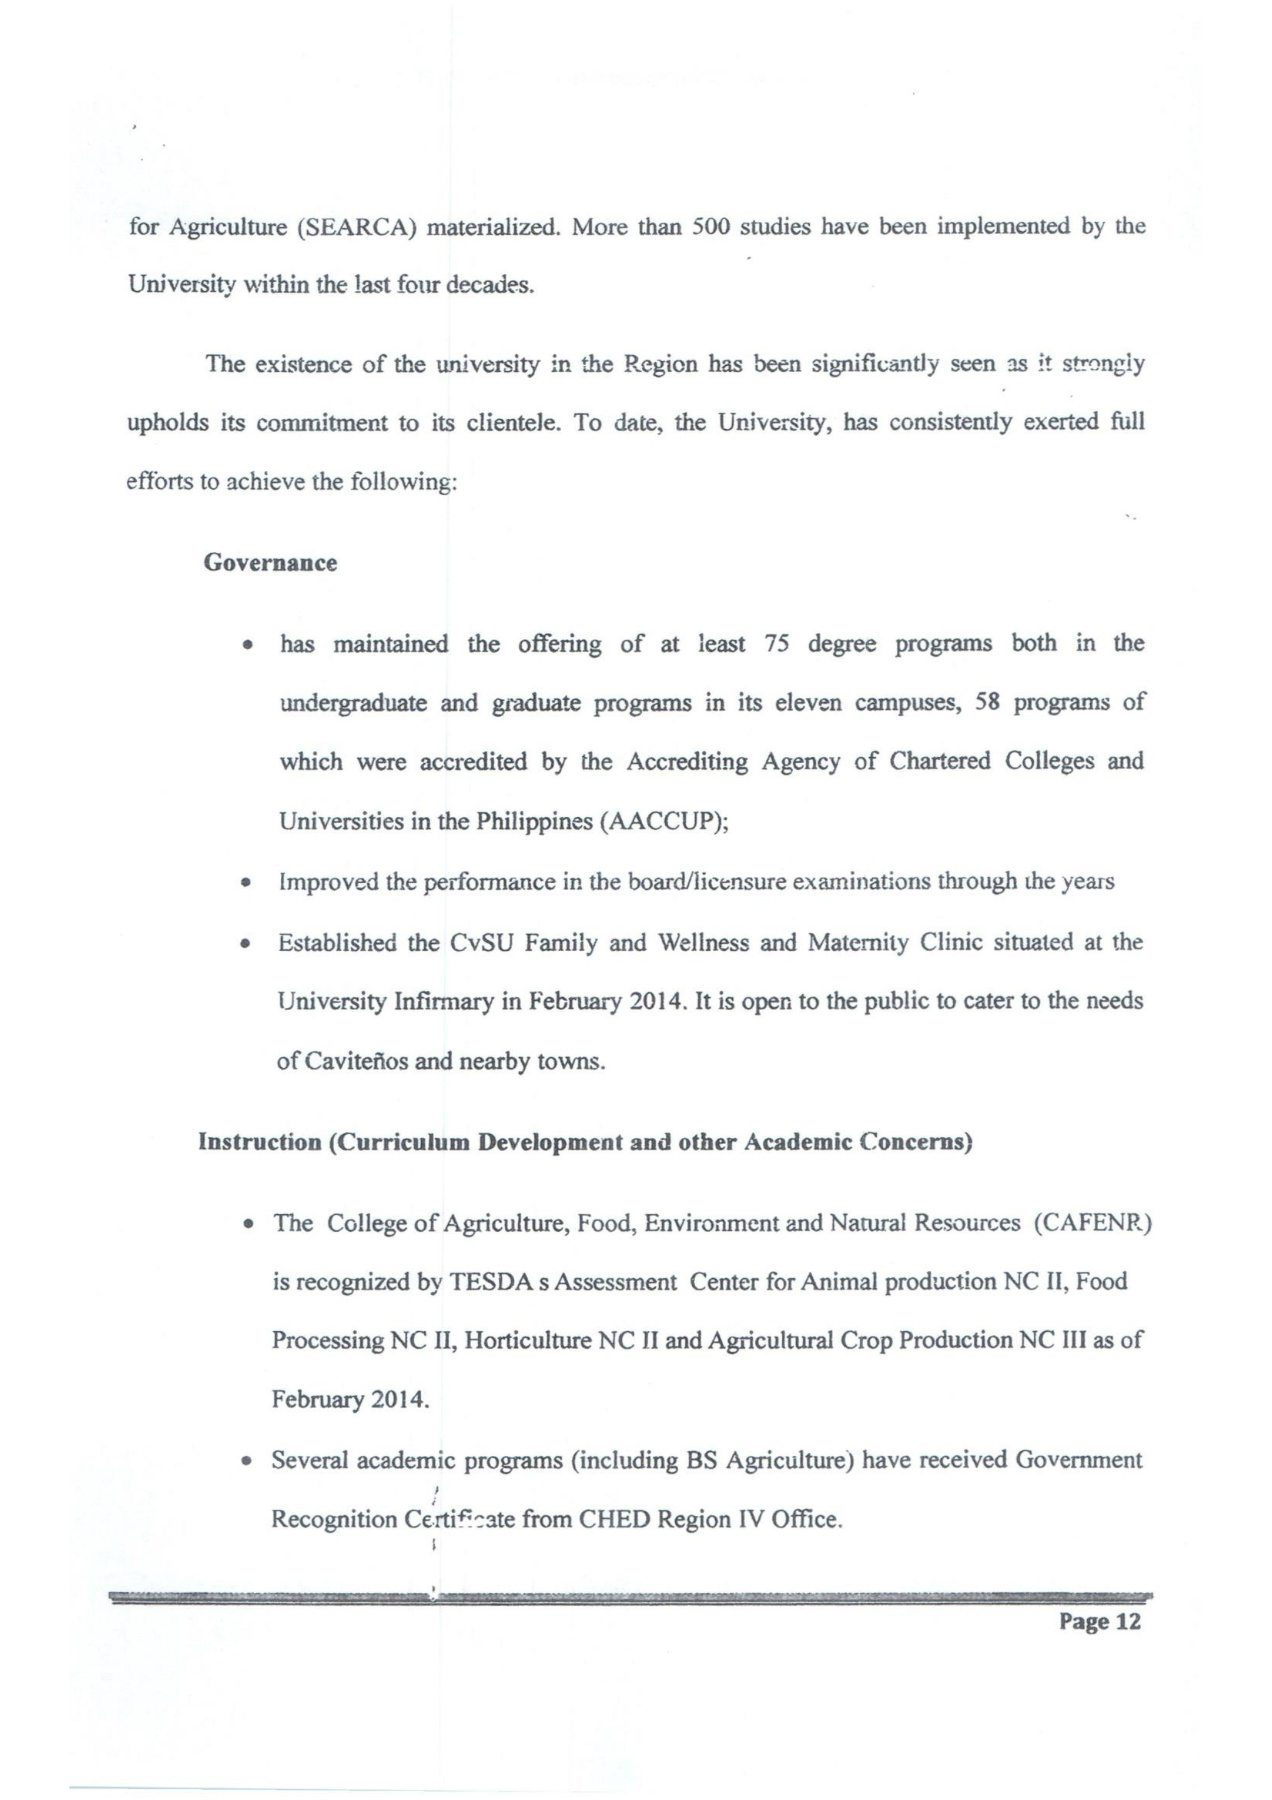 for Agriculture (SEARCA) materialized. More than 500 studies have been implemented by the
University within the last four decades.
The existence of the university in the Region has been significantly seen as it strongly
upholds its commitment to its clientele. To date, the University, has consistently exerted full
efforts to achieve the following:
Governance
• has maintained the offering of at least 75 degree programs both in the
undergraduate and graduate programs in its eleven campuses, 58 programs of
which were accredited by the Accrediting Agency of Chartered Colleges and
Universities in the Philippines (AACCUP);
• Improved the performance in the board/licensure examinations through the years
• Established the CvSU Family and Wellness and Maternity Clinic situated at the
University Infirmary in February 2014. It is open to the public to cater to the needs
of Caviteños and nearby towns.
Instruction (Curriculum Development and other Academic Concerns)
• The College of Agriculture, Food, Environment and Natural Resources (CAFENR)
is recognized by TESDA s Assessment Center for Animal production NC II, Food
Processing NC II, Horticulture NC II and Agricultural Crop Production NC III as of
February 2014.
• Several academic programs (including BS Agriculture) have received Government
Recognition Certificate from CHED Region IV Office.
Page 12